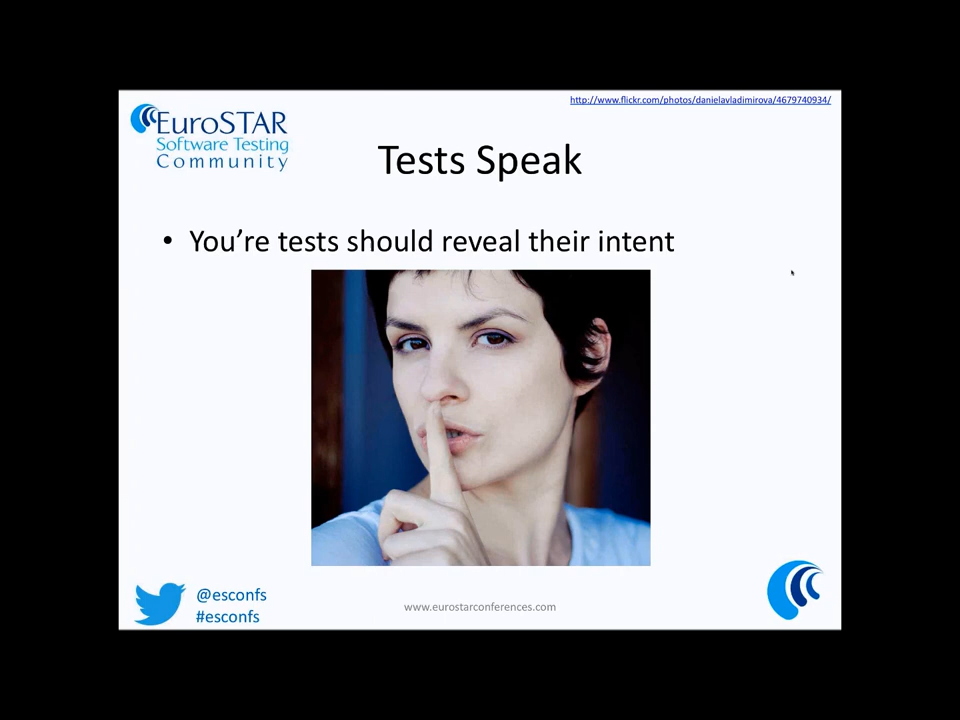 http://www.flickr.com/photos/danielavladimirova/4679740934/
EuroSTAR
Software Testing
Community
Tests Speak
• You're tests should reveal their intent
@esconfs
#esconfs
www.eurostarconferences.com